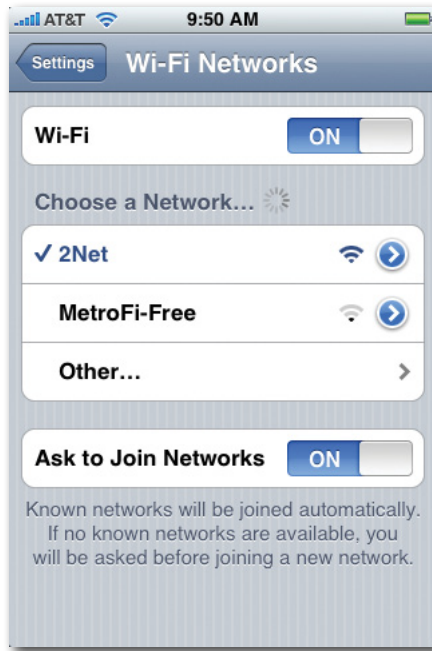 AT&T 9:50 AM
Settings Wi-Fi Networks
Wi-Fi ON
Choose a Network...
2Net
MetroFi-Free
Other...
Ask to Join Networks ON
Known networks will be joined automatically.
If no known networks are available, you
will be asked before joining a new network.